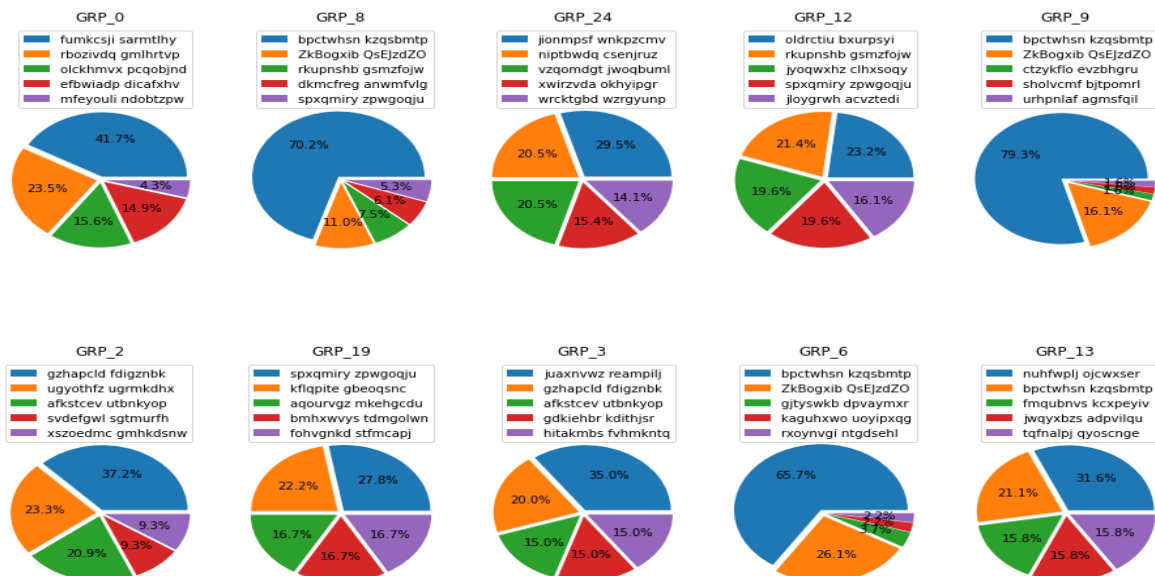 GRP_0
fumkcsji sarmtlhy
rbozivdq gmlhrtvp
olckhmvx pcqobjnd
efbwiadp dicafxhv
mfeyouli ndobtzpw
41.7%
23.5%
15.6%
14.9%
4.3%
GRP_8
bpctwhsn kzqsbmtp
ZkBogxib QsEJzdZO
rkupnshb gsmzfojw
dkmcfreg anwmfvlg
spxqmiry zpwgoqju
70.2%
11.0%
7.5%
6.1%
5.3%
GRP_24
jionmpsf wnkpzcmv
niptbwdq csenjruz
vzqomdgt jwoqbuml
xwirzvda okhyipgr
wrcktgbd wzrgyunp
29.5%
20.5%
20.5%
15.4%
14.1%
GRP_12
oldrctiu bxurpsyi
rkupnshb gsmzfojw
jyoqwxhz clhxsoqy
spxqmiry zpwgoqju
jloygrwh acvztedi
23.2%
21.4%
19.6%
19.6%
16.1%
GRP_9
bpctwhsn kzqsbmtp
ZkBogxib QsEJzdZO
ctzykflo evzbhgru
sholvcmf bjtpomrl
urhpnlaf agmsfqil
79.3%
16.1%
1.6%
1.6%
GRP_2
gzhapcld fdigznbk
ugyothfz ugrmkdhx
afkstcev utbnkyop
svdefgwl sgtmurfh
xszoedmc gmhkdsnw
37.2%
23.3%
20.9%
9.3%
9.3%
GRP_19
spxqmiry zpwgoqju
kflqpite gbeoqsnc
aqourvgz mkehgcdu
bmhxwvys tdmgolwn
fohvgnkd stfmcapj
27.8%
22.2%
16.7%
16.7%
16.7%
GRP_3
juaxnvwz reampilj
gzhapcld fdigznbk
afkstcev utbnkyop
gdkiehbr kdithjsr
hitakmbs fvhmkntq
35.0%
20.0%
15.0%
15.0%
15.0%
GRP_6
bpctwhsn kzqsbmtp
ZkBogxib QsEJzdZO
gjtyswkb dpvaymxr
kaguhxwo uoyipxqg
rxoynvgi ntgdsehl
65.7%
26.1%
3.7%
2.2%
2.2%
GRP_13
nuhfwplj ojcwxser
bpctwhsn kzqsbmtp
fmqubnvs kcxpeyiv
jwqyxbzs adpvilqu
tqfnalpj qyoscnge
31.6%
21.1%
15.8%
15.8%
15.8%